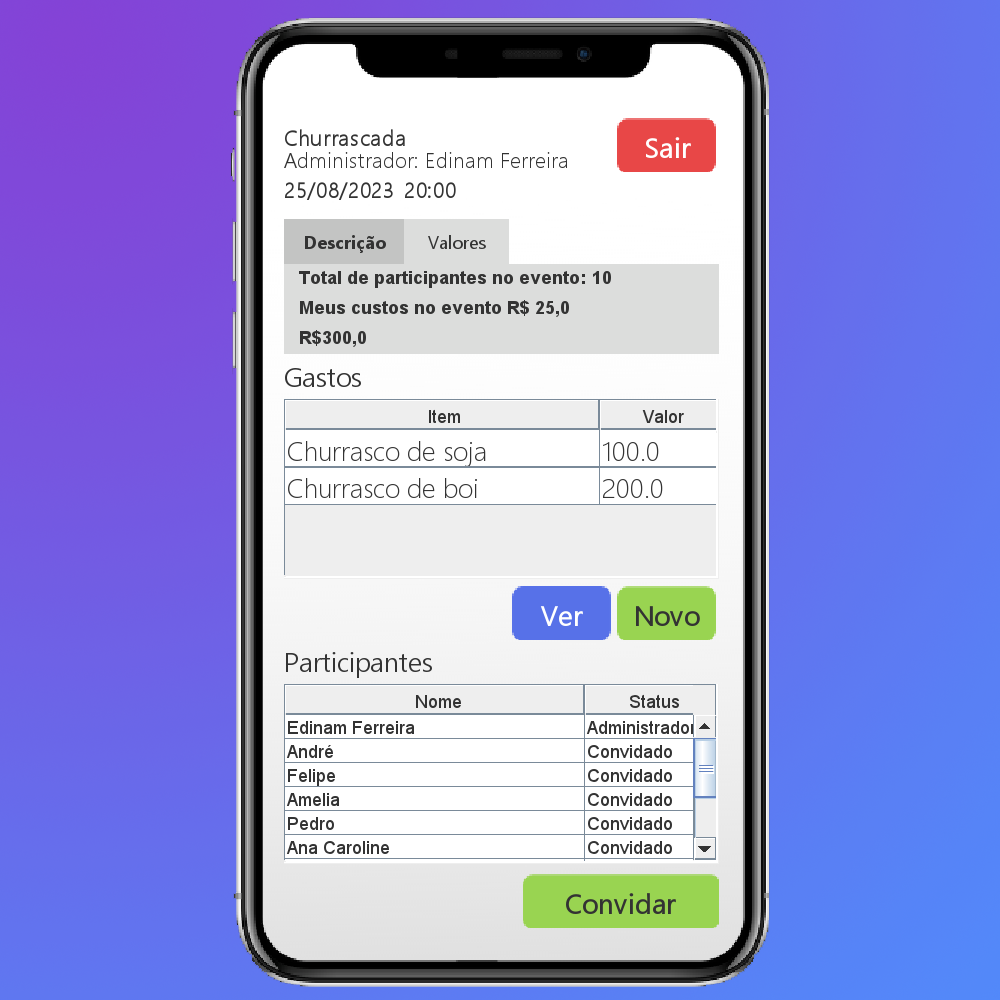 Churrascada
Sair
Administrador: Edinam Ferreira
25/08/2023 20:00
Descrição Valores
Total de participantes no evento: 10
Meus custos no evento R$ 25,0
R$300,0
Gastos
Item Valor
Churrasco de soja 100.0
Churrasco de boi 200.0
Ver Novo
Participantes
Nome Status
Edinam Ferreira Administrador
André Convidado
Felipe Convidado
Amelia Convidado
Pedro Convidado
Ana Caroline Convidado
Convidar